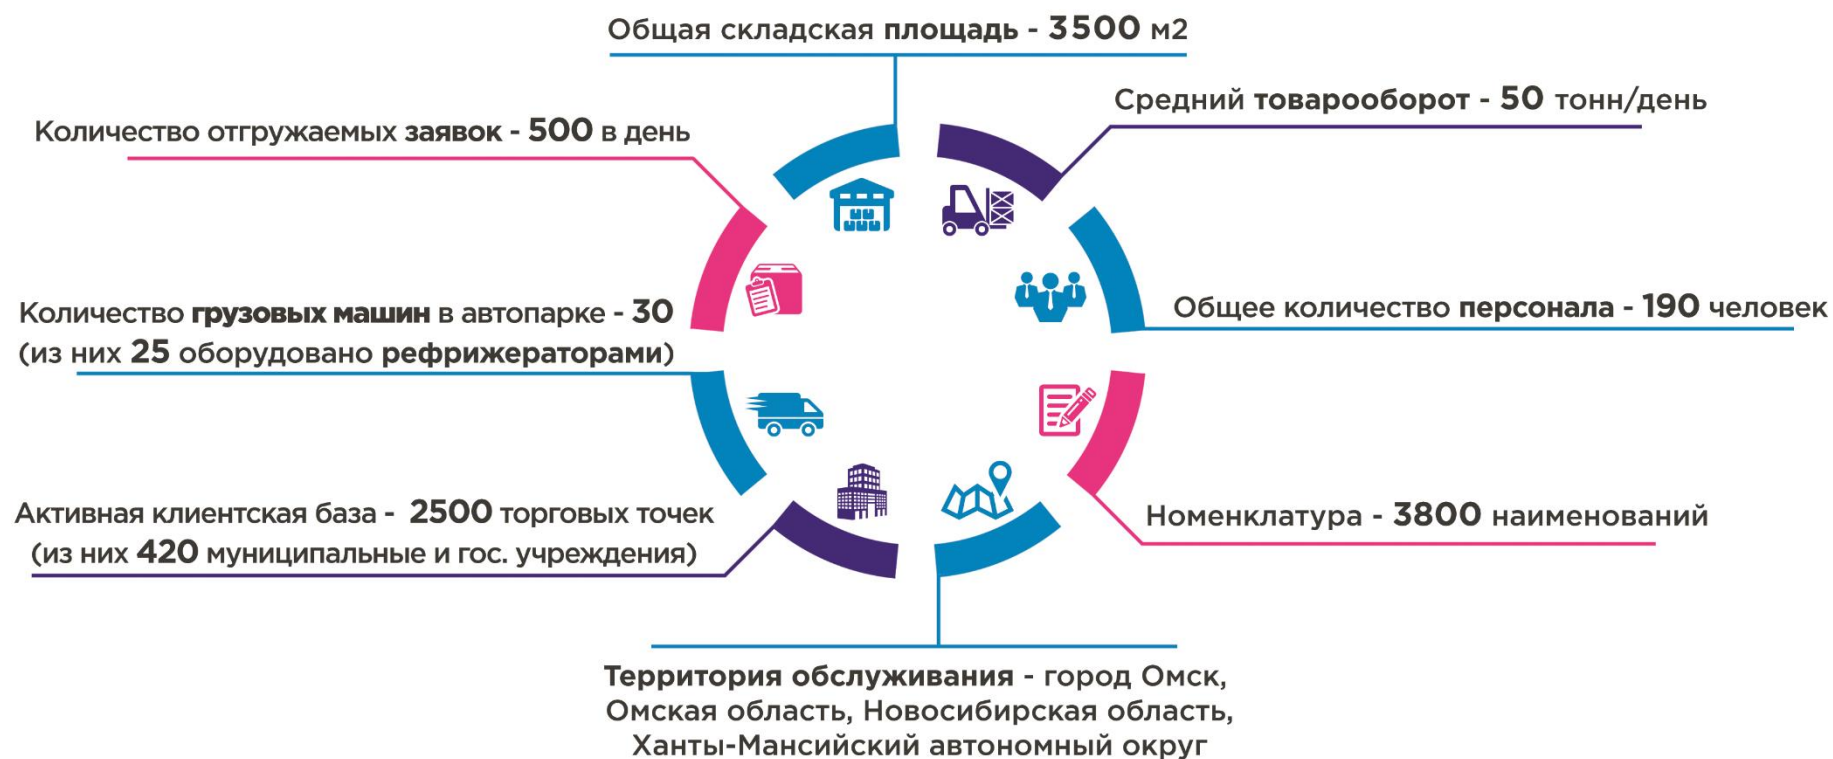 Общая складская площадь - 3500 м2
Средний товарооборот - 50 тонн/день
Количество отгружаемых заявок - 500 в день
Общее количество персонала - 190 человек
Количество грузовых машин в автопарке - 30
(из них 25 оборудовано рефрижераторами)
Номенклатура - 3800 наименований
Активная клиентская база - 2500 торговых точек
(из них 420 муниципальные и гос. учреждения)
Территория обслуживания - город Омск,
Омская область, Новосибирская область,
Ханты-Мансийский автономный округ